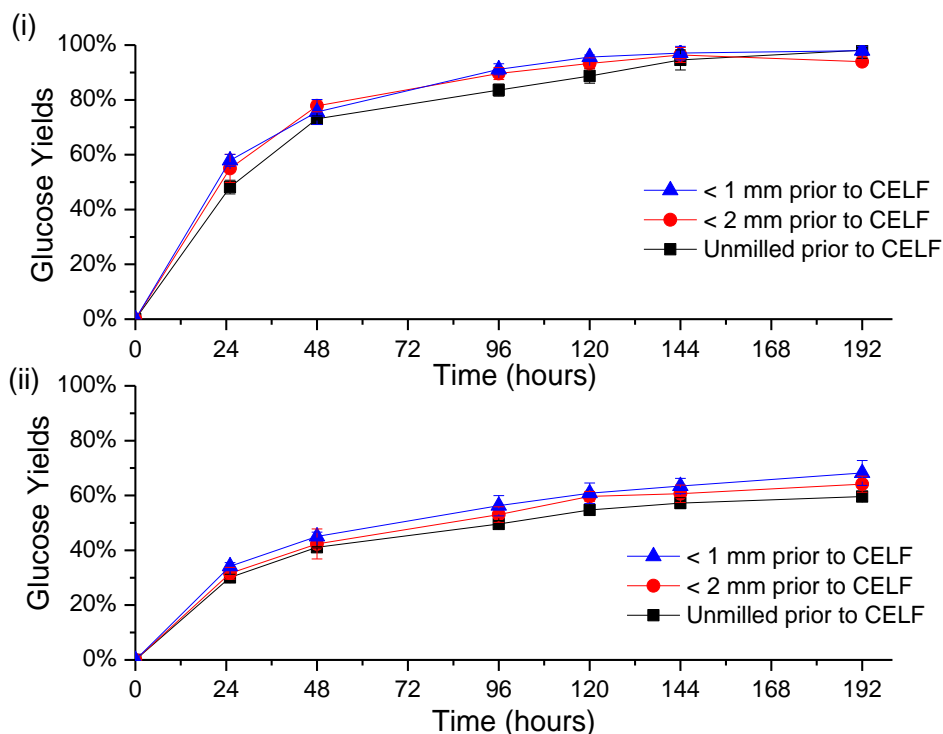 (i)
100%
80%
60%
40%
20%
0%
Glucose Yields
< 1 mm prior to CELF
< 2 mm prior to CELF
Unmilled prior to CELF
0 24 48 72 96 120 144 168 192
Time (hours)
(ii)
100%
80%
60%
40%
20%
0%
Glucose Yields
< 1 mm prior to CELF
< 2 mm prior to CELF
Unmilled prior to CELF
0 24 48 72 96 120 144 168 192
Time (hours)